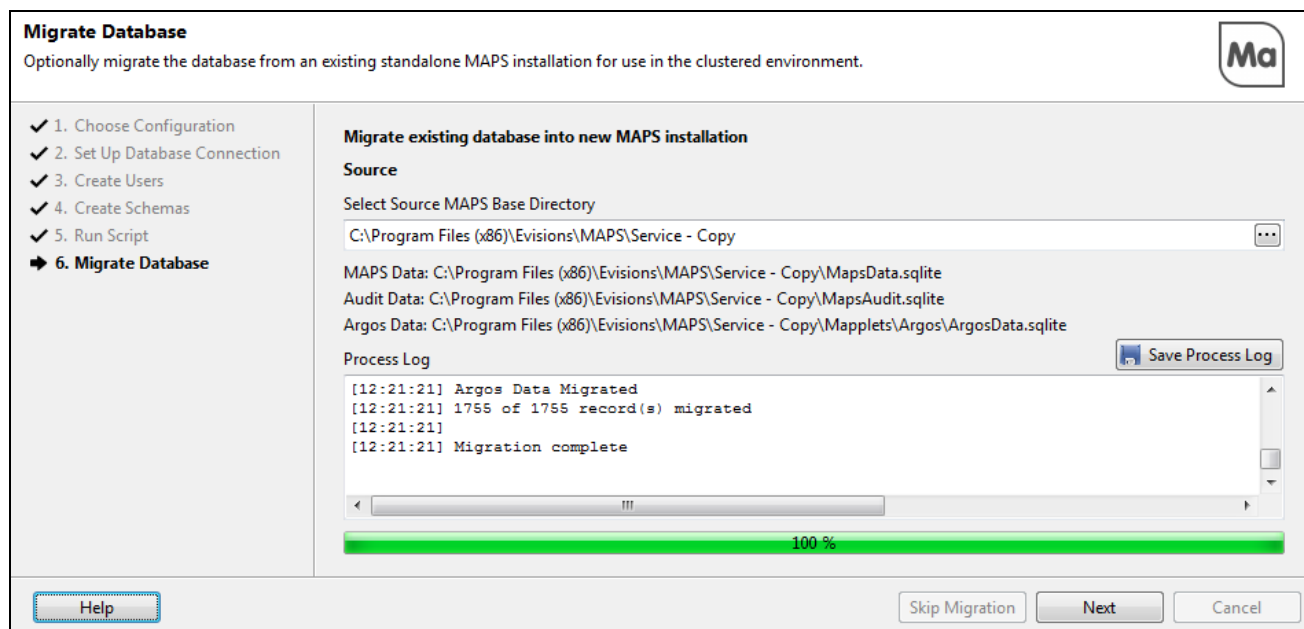 Migrate Database
Optionally migrate the database from an existing standalone MAPS installation for use in the clustered environment.
Ma
1. Choose Configuration
2. Set Up Database Connection
3. Create Users
4. Create Schemas
5. Run Script
6. Migrate Database
Migrate existing database into new MAPS installation
Source
Select Source MAPS Base Directory
C:\Program Files (x86)\Evisions\MAPS\Service - Copy
...
MAPS Data: C:\Program Files (x86)\Evisions\MAPS\Service - Copy\MapsData.sqlite
Audit Data: C:\Program Files (x86)\Evisions\MAPS\Service - Copy\MapsAudit.sqlite
Argos Data: C:\Program Files (x86)\Evisions\MAPS\Service - Copy\Mapplets\Argos\ArgosData.sqlite
Process Log
Save Process Log
[12:21:21] Argos Data Migrated
[12:21:21] 1755 of 1755 record(s) migrated
[12:21:21]
[12:21:21] Migration complete
100 %
Help
Skip Migration
Next
Cancel